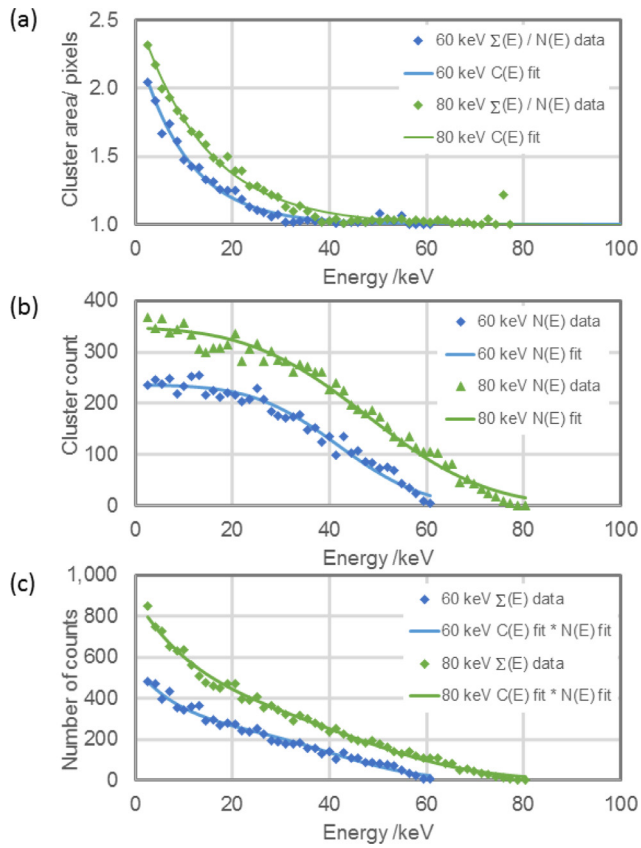 (a)
Cluster area/ pixels
2.5
2.0
1.5
1.0
60 keV Σ(E) / N(E) data
60 keV C(E) fit
80 keV Σ(E) / N(E) data
80 keV C(E) fit
0 20 40 60 80 100
Energy /keV
(b)
Cluster count
400
300
200
100
0
60 keV N(E) data
60 keV N(E) fit
80 keV N(E) data
80 keV N(E) fit
0 20 40 60 80 100
Energy /keV
(c)
Number of counts
1,000
800
600
400
200
0
60 keV Σ(E) data
60 keV C(E) fit * N(E) fit
80 keV Σ(E) data
80 keV C(E) fit * N(E) fit
0 20 40 60 80 100
Energy /keV